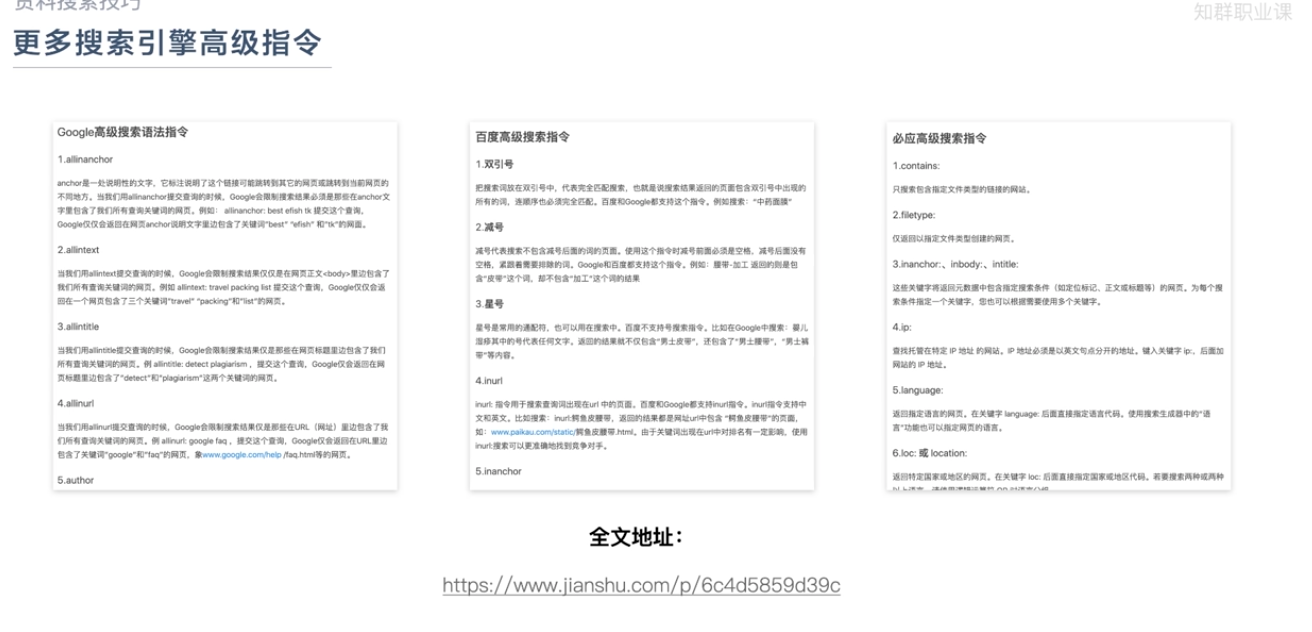 资料搜索技巧
知群职业课
更多搜索引擎高级指令
Google高级搜索语法指令
1.allinanchor
anchor是一处说明性的文字，它标注说明了这个链接可能跳转到其它的网页或跳转到当前网页的
不同地方。当我们用allinanchor提交查询的时候，Google会限制搜索结果必须是那些在anchor文
字里包含了我们所有查询关键词的网页。例如： allinanchor: best efish tk 提交这个查询，
Google仅仅会返回在网页anchor说明文字里边包含了关键词"best" "efish" 和"tk"的网面。
2.allintext
当我们用allintext提交查询的时候，Google会限制搜索结果仅仅是在网页正文<body>里边包含了
我们所有查询关键词的网页。例如 allintext: travel packing list 提交这个查询，Google仅仅会返
回在一个网页包含了三个关键词"travel" "packing"和"list"的网页。
3.allintitle
当我们用allintitle提交查询的时候，Google会限制搜索结果仅是那些在网页标题里边包含了我们
所有查询关键词的网页。例 allintitle: detect plagiarism ，提交这个查询，Google仅会返回在网
页标题里边包含了"detect"和"plagiarism"这两个关键词的网页。
4.allinurl
当我们用allinurl提交查询的时候，Google会限制搜索结果仅是那些在URL（网址）里边包含了我
们所有查询关键词的网页。例 allinurl: google faq ，提交这个查询，Google仅会返回在URL里边
包含了关键词"google"和"faq"的网页，象www.google.com/help /faq.html等的网页。
5.author
百度高级搜索指令
1.双引号
把搜索词放在双引号中，代表完全匹配搜索，也就是说搜索结果返回的页面包含双引号中出现的
所有的词，连顺序也必须完全匹配。百度和Google都支持这个指令。例如搜索："中药面膜"
2.减号
减号代表搜索不包含减号后面的词的页面。使用这个指令时减号前面必须是空格，减号后面没有
空格，紧跟着需要排除的词。Google和百度都支持这个指令。例如：腰带-加工 返回的则是包
含"皮带"这个词，却不包含"加工"这个词的结果
3.星号
星号是常用的通配符，也可以用在搜索中。百度不支持号搜索指令。比如在Google中搜索：婴儿
湿疹其中的号代表任何文字。返回的结果就不仅包含"男士皮带"，还包含了"男士腰带"，"男士裤
带"等内容。
4.inurl
inurl: 指令用于搜索查询词出现在url 中的页面。百度和Google都支持inurl指令。inurl指令支持中
文和英文。比如搜索：inurl:鳄鱼皮腰带，返回的结果都是网址url中包含 "鳄鱼皮腰带"的页面，
如：www.paikau.com/static/鳄鱼皮腰带.html。由于关键词出现在url中对排名有一定影响，使用
inurl:搜索可以更准确地找到竞争对手。
5.inanchor
必应高级搜索指令
1.contains:
只搜索包含指定文件类型的链接的网站。
2.filetype:
仅返回以指定文件类型创建的网页。
3.inanchor:、inbody:、intitle:
这些关键字将返回元数据中包含指定搜索条件（如定位标记、正文或标题等）的网页。为每个搜
索条件指定一个关键字，您也可以根据需要使用多个关键字。
4.ip:
查找托管在特定 IP 地址 的网站。IP 地址必须是以英文句点分开的地址。键入关键字 ip:，后面加
网站的 IP 地址。
5.language:
返回指定语言的网页。在关键字 language: 后面直接指定语言代码。使用搜索生成器中的"语
言"功能也可以指定网页的语言。
6.loc: 或 location:
返回特定国家或地区的网页。在关键字 loc: 后面直接指定国家或地区代码。若要搜索两种或两种
全文地址：
https://www.jianshu.com/p/6c4d5859d39c